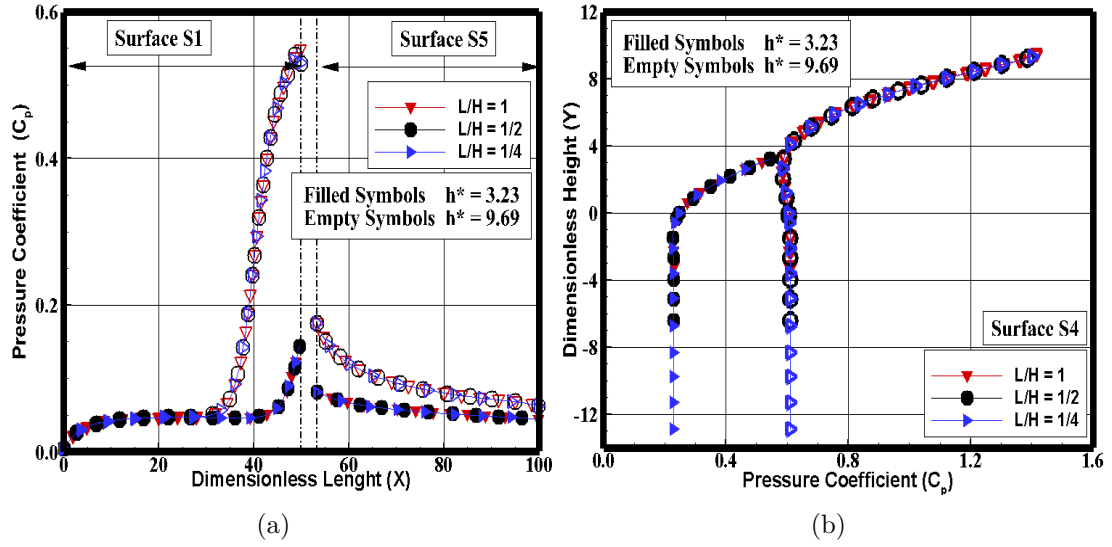 Surface S1
Surface S5
L/H = 1
L/H = 1/2
L/H = 1/4
Filled Symbols h* = 3.23
Empty Symbols h* = 9.69
Pressure Coefficient (Cp)
0.6
0.4
0.2
0.0
0
20
40
60
80
100
Dimensionless Lenght (X)
(a)
Filled Symbols h* = 3.23
Empty Symbols h* = 9.69
Dimensionless Height (Y)
12
8
4
0
-4
-8
-12
Surface S4
L/H = 1
L/H = 1/2
L/H = 1/4
0.0
0.4
0.8
1.2
1.6
Pressure Coefficient (Cp)
(b)